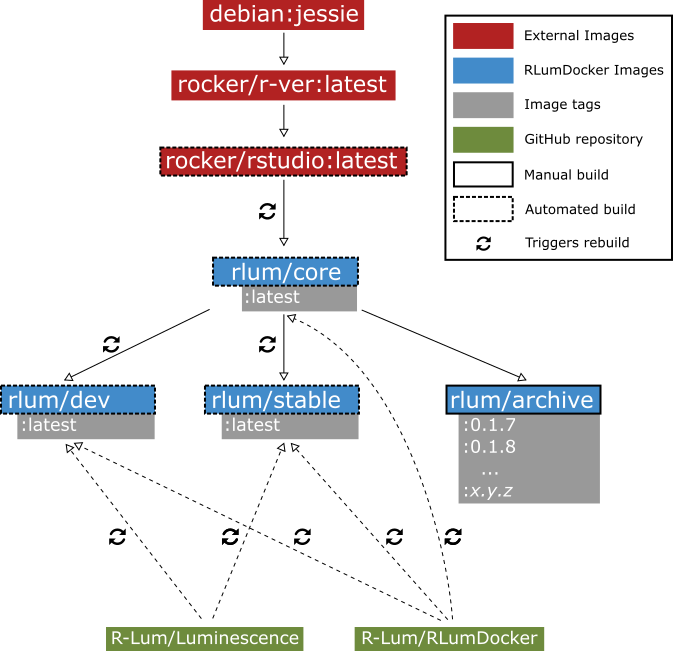 debian:jessie
rocker/r-ver:latest
rocker/rstudio:latest
External Images
RLumDocker Images
Image tags
GitHub repository
Manual build
Automated build
Triggers rebuild
rlum/core
:latest
rlum/dev
:latest
rlum/stable
:latest
rlum/archive
:0.1.7
:0.1.8
...
:x.y.z
R-Lum/Luminescence
R-Lum/RLumDocker